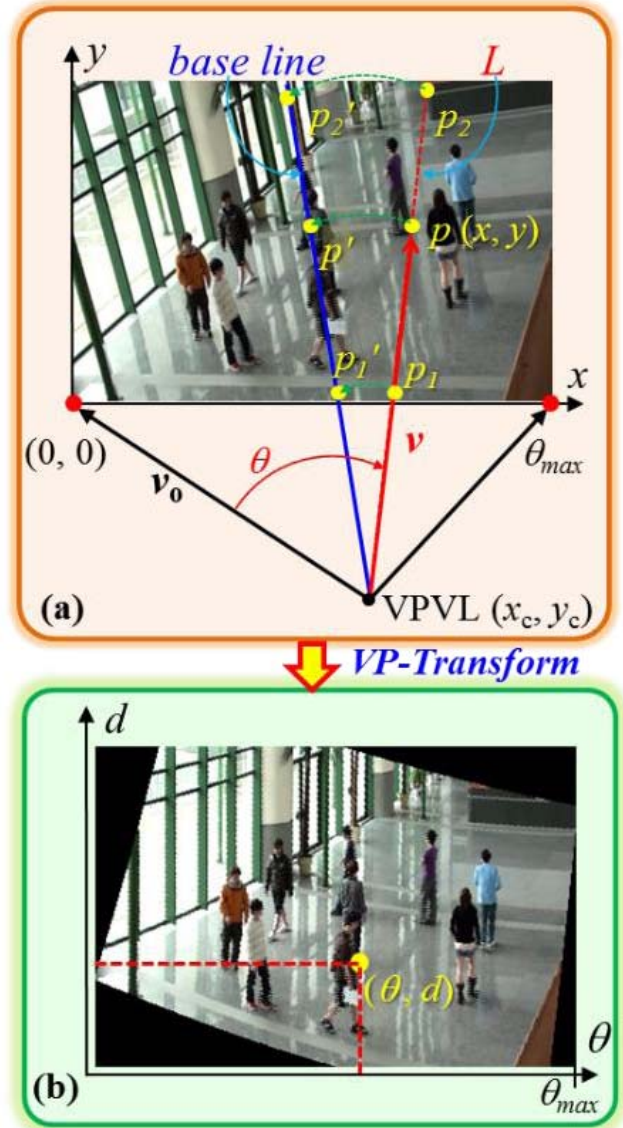 y
base line
L
p₂'
p₂
p'
p (x, y)
p₁'
p₁
x
(0, 0)
θ
v
θmax
v₀
(a)
VPVL (xc, yc)
VP-Transform
d
(θ, d)
θ
(b)
θmax